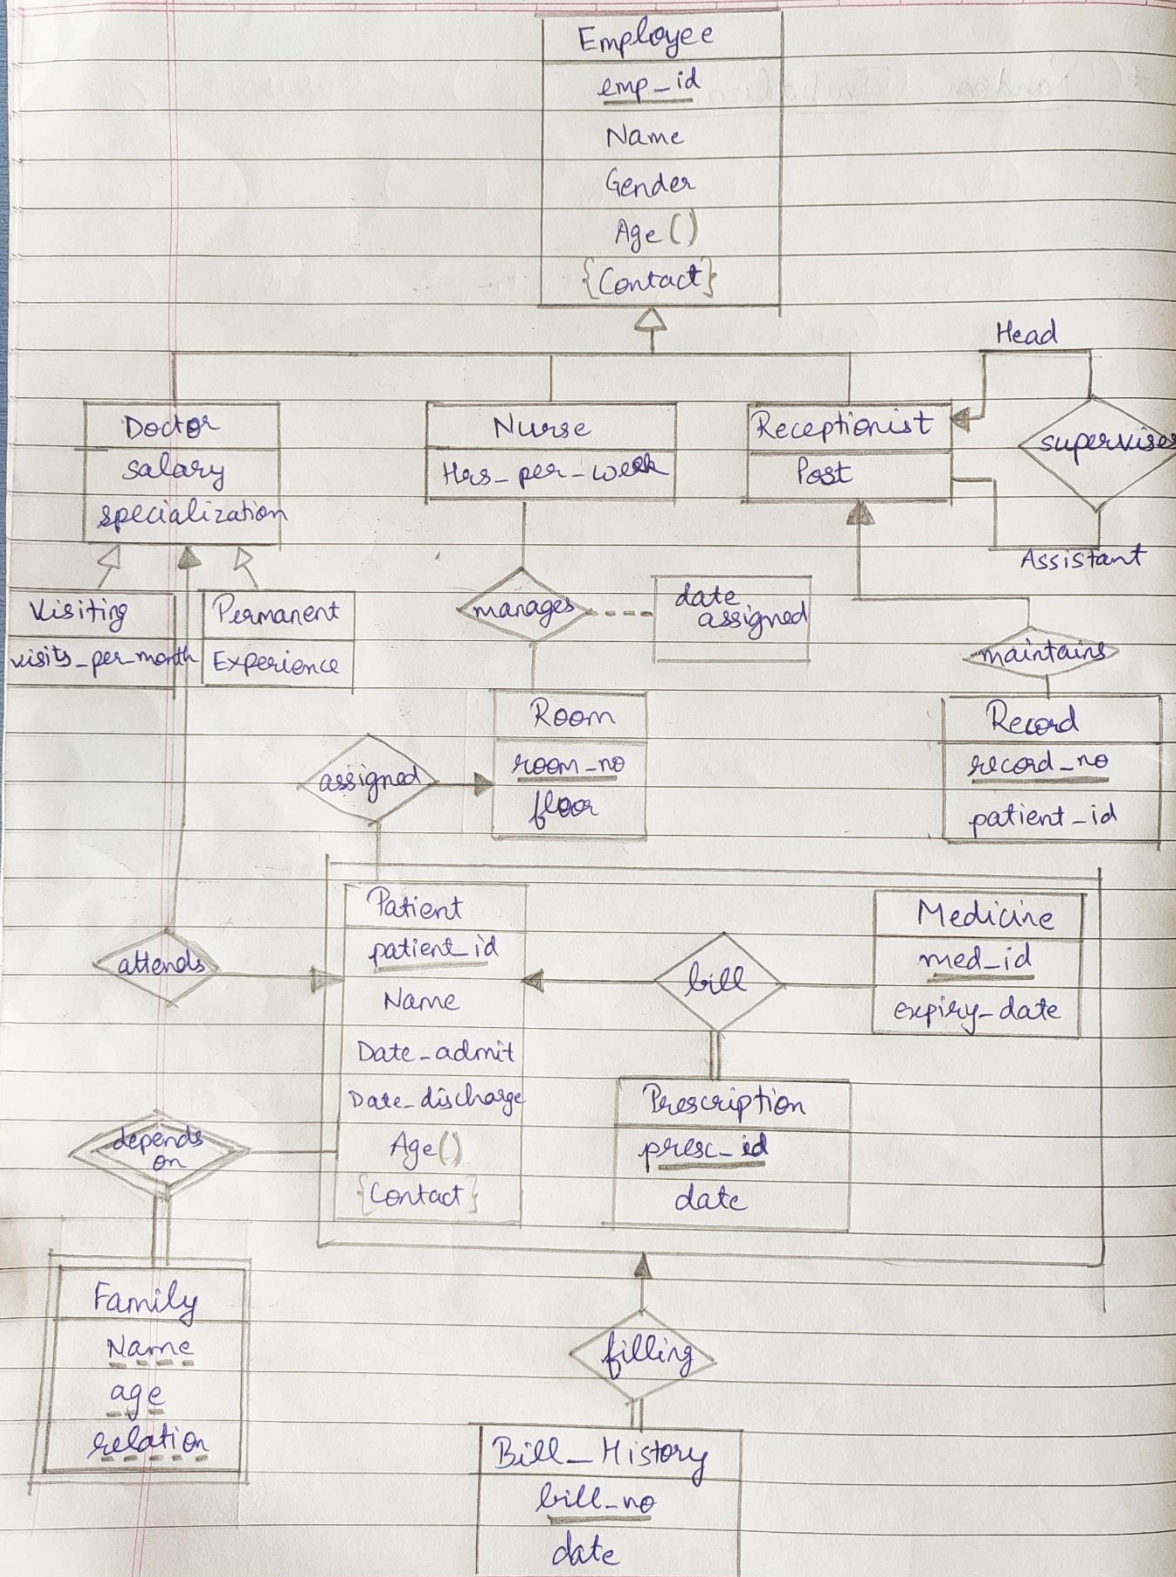 Employee
emp_id
Name
Gender
Age ()
{Contact}
Head
Doctor
salary
specialization
Nurse
Hrs_per_week
Receptionist
Post
supervises
Assistant
Visiting
visits_per_month
Permanent
Experience
manages
date
assigned
maintains
Room
room_no
floor
Record
record_no
patient_id
assigned
Patient
patient_id
Name
Date_admit
Date_discharge
Age()
{Contact}
attends
bill
Medicine
med_id
expiry_date
Prescription
presc_id
date
depends
on
Family
Name
age
relation
filling
Bill_History
bill_no
date